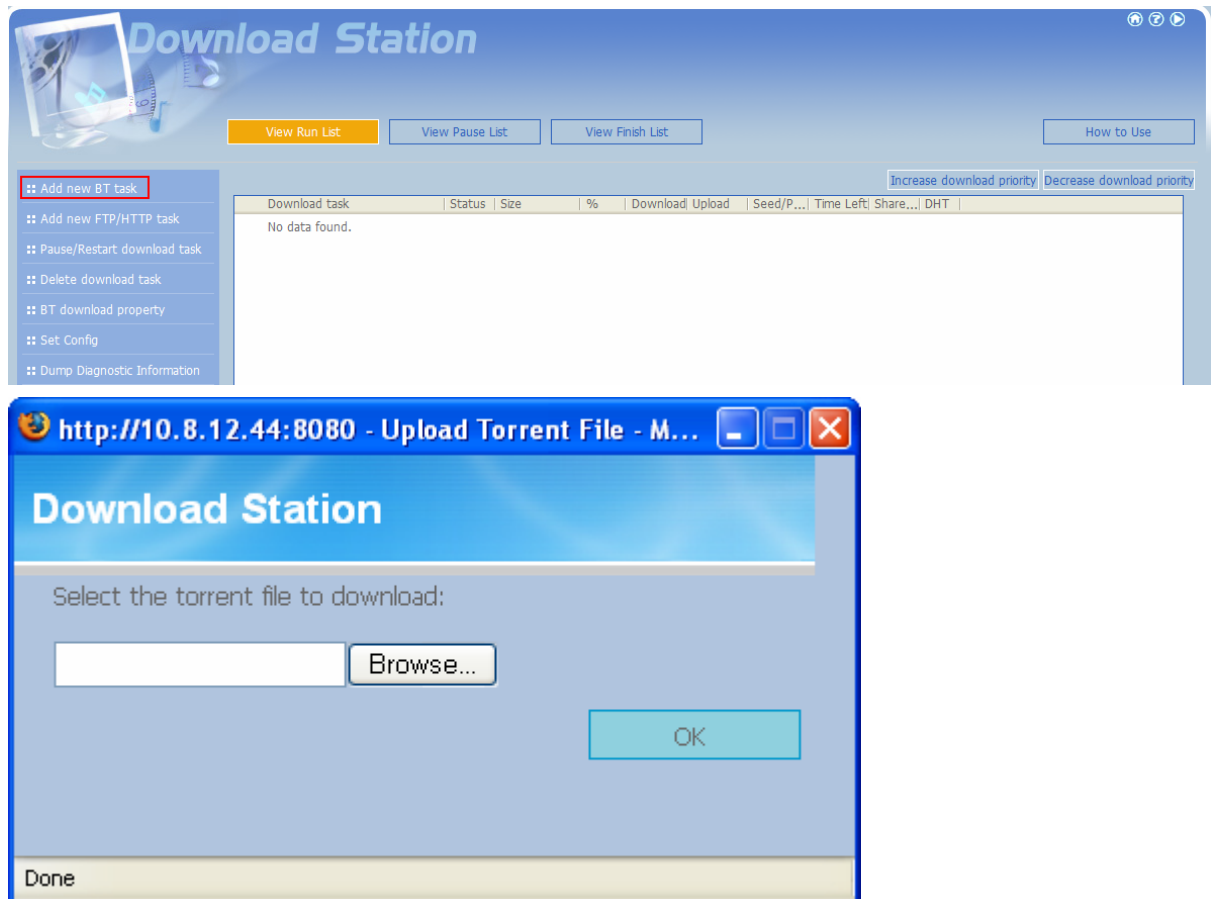 Download Station
View Run List View Pause List View Finish List How to Use
Add new BT task
Add new FTP/HTTP task
Pause/Restart download task
Delete download task
BT download property
Set Config
Dump Diagnostic Information
Increase download priority Decrease download priority
Download task Status Size % Download Upload Seed/P... Time Left Share... DHT
No data found.
http://10.8.12.44:8080 - Upload Torrent File - M...
Download Station
Select the torrent file to download:
Browse...
OK
Done